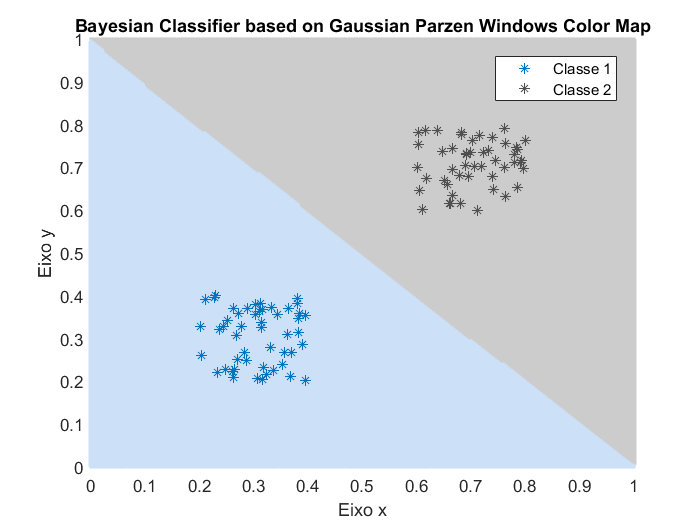 Bayesian Classifier based on Gaussian Parzen Windows Color Map
1
0.9
0.8
0.7
0.6
0.5
0.4
0.3
0.2
0.1
0
Eixo y
Classe 1
Classe 2
0 0.1 0.2 0.3 0.4 0.5 0.6 0.7 0.8 0.9 1
Eixo x